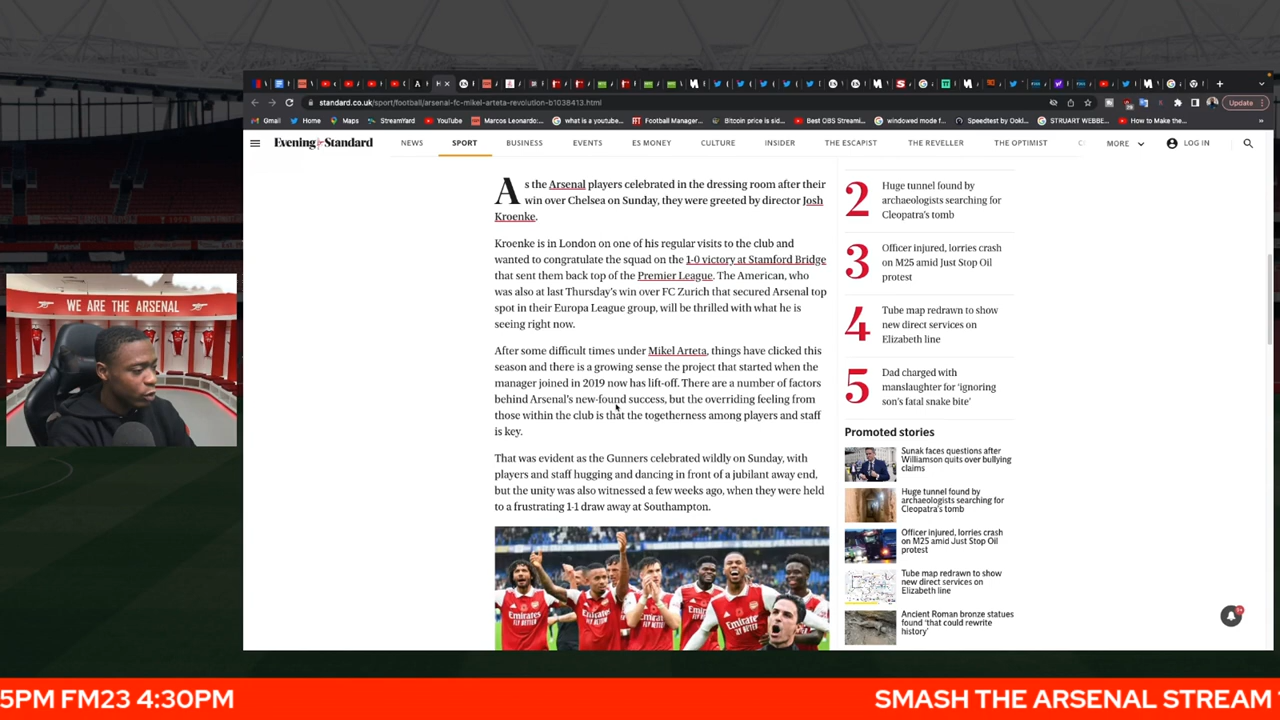 standard.co.uk/sport/football/arsenal-fc-mikel-arteta-revolution-b1038413.html
Update
Gmail
Home
Maps
StreamYard
YouTube
Marcos Leonardo:...
what is a youtube...
Football Manager...
Bitcoin price is sid...
Best OBS Streami...
windowed mode f...
Speedtest by Ookl...
STRUART WEBBE...
How to Make the...
Evening Standard
NEWS
SPORT
BUSINESS
EVENTS
ES MONEY
CULTURE
INSIDER
THE ESCAPIST
THE REVELLER
THE OPTIMIST
MORE
LOG IN
As the Arsenal players celebrated in the dressing room after their
win over Chelsea on Sunday, they were greeted by director Josh
Kroenke.
Kroenke is in London on one of his regular visits to the club and
wanted to congratulate the squad on the 1-0 victory at Stamford Bridge
that sent them back top of the Premier League. The American, who
was also at last Thursday's win over FC Zurich that secured Arsenal top
spot in their Europa League group, will be thrilled with what he is
seeing right now.
After some difficult times under Mikel Arteta, things have clicked this
season and there is a growing sense the project that started when the
manager joined in 2019 now has lift-off. There are a number of factors
behind Arsenal's new-found success, but the overriding feeling from
those within the club is that the togetherness among players and staff
is key.
That was evident as the Gunners celebrated wildly on Sunday, with
players and staff hugging and dancing in front of a jubilant away end,
but the unity was also witnessed a few weeks ago, when they were held
to a frustrating 1-1 draw away at Southampton.
Emirates
FLY BETTER
2
Huge tunnel found by
archaeologists searching for
Cleopatra's tomb
3
Officer injured, lorries crash
on M25 amid Just Stop Oil
protest
4
Tube map redrawn to show
new direct services on
Elizabeth line
5
Dad charged with
manslaughter for 'ignoring
son's fatal snake bite'
Promoted stories
Sunak faces questions after
Williamson quits over bullying
claims
Huge tunnel found by
archaeologists searching for
Cleopatra's tomb
Officer injured, lorries crash
on M25 amid Just Stop Oil
protest
Tube map redrawn to show
new direct services on
Elizabeth line
Ancient Roman bronze statues
found 'that could rewrite
history'
WE ARE THE ARSENAL
5PM FM23 4:30PM
SMASH THE ARSENAL STREAM